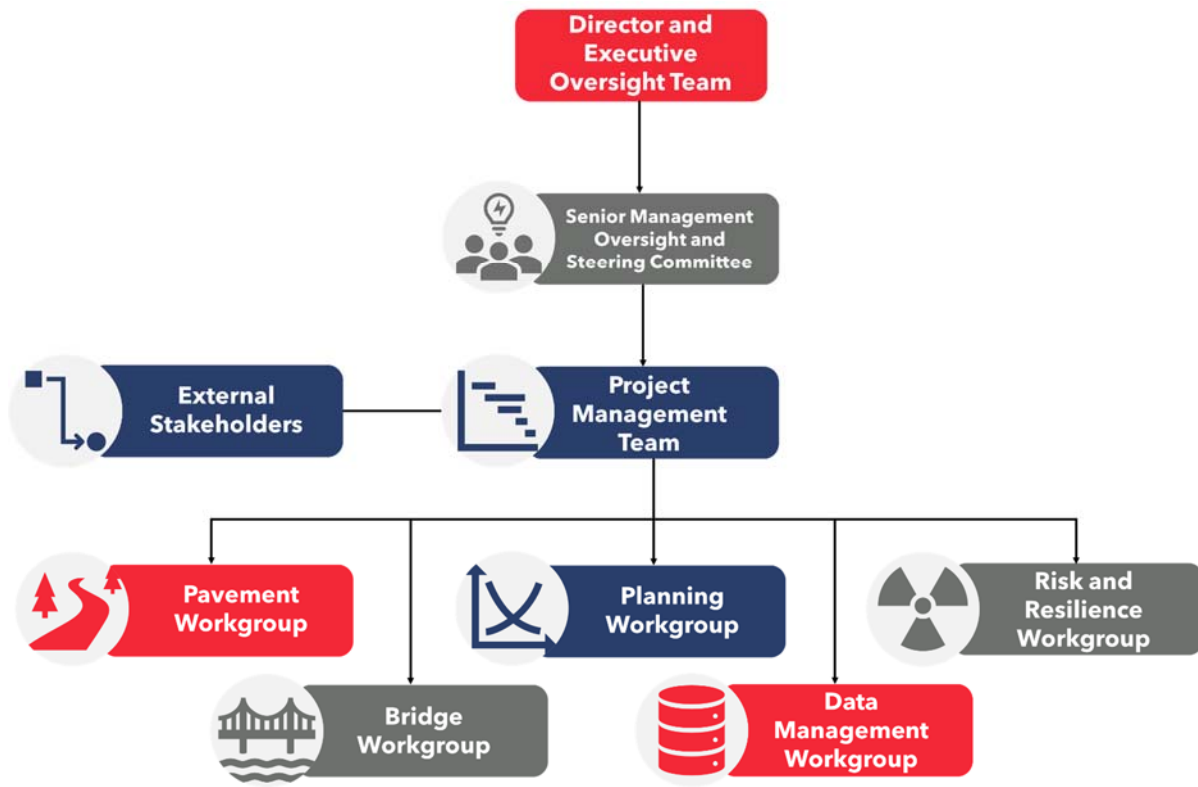 Director and
Executive
Oversight Team
Senior Management
Oversight and
Steering Committee
External
Stakeholders
Project
Management
Team
Pavement
Workgroup
Planning
Workgroup
Risk and
Resilience
Workgroup
Bridge
Workgroup
Data
Management
Workgroup